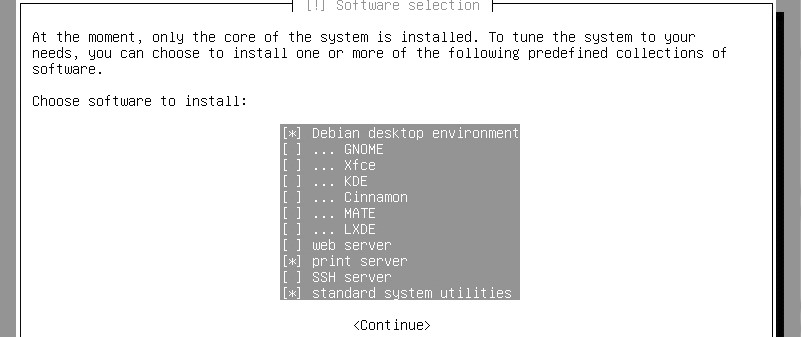 [!] Software selection
At the moment, only the core of the system is installed. To tune the system to your
needs, you can choose to install one or more of the following predefined collections of
software.
Choose software to install:
[*] Debian desktop environment
[ ] ... GNOME
[ ] ... Xfce
[ ] ... KDE
[ ] ... Cinnamon
[ ] ... MATE
[ ] ... LXDE
[ ] web server
[*] print server
[ ] SSH server
[*] standard system utilities
<Continue>